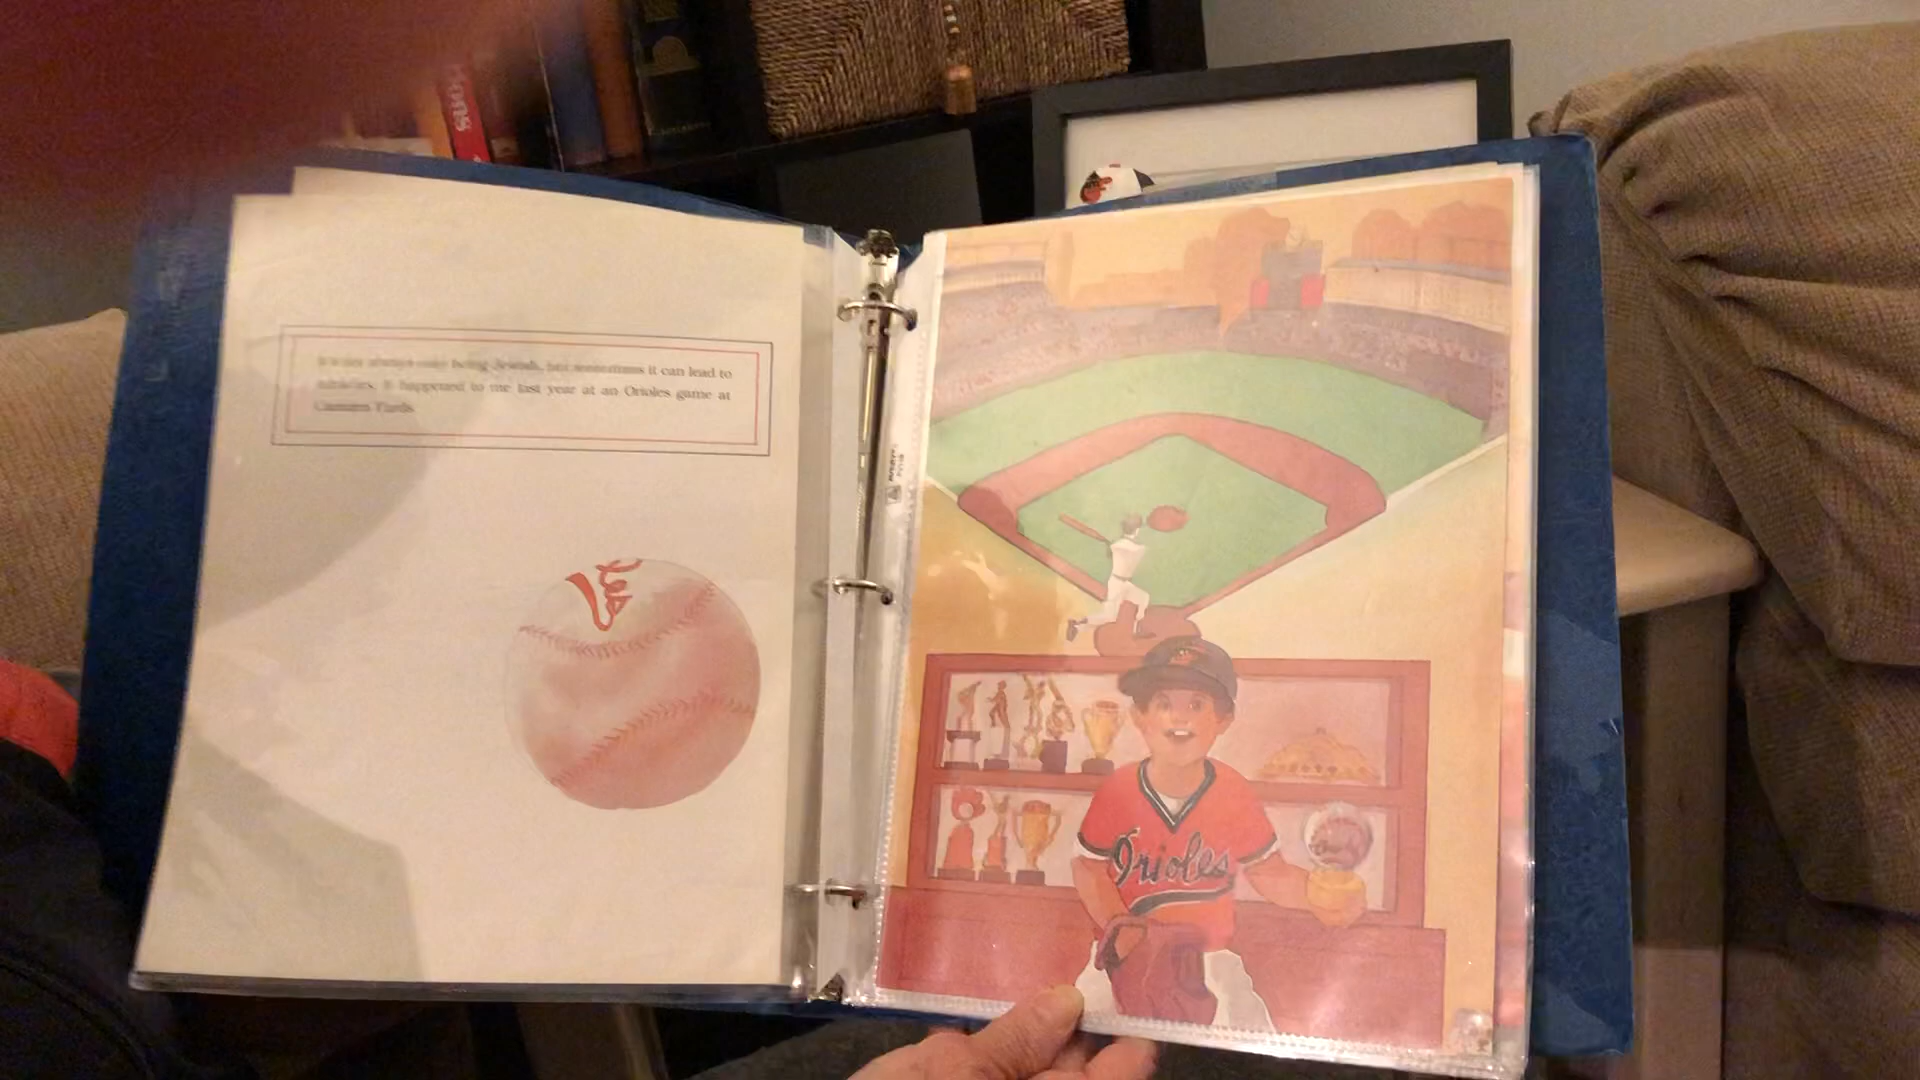 SUOM
It is not always easy being Jewish, but sometimes it can lead to
miracles. It happened to me last year at an Orioles game at
Camden Yards.
Orioles